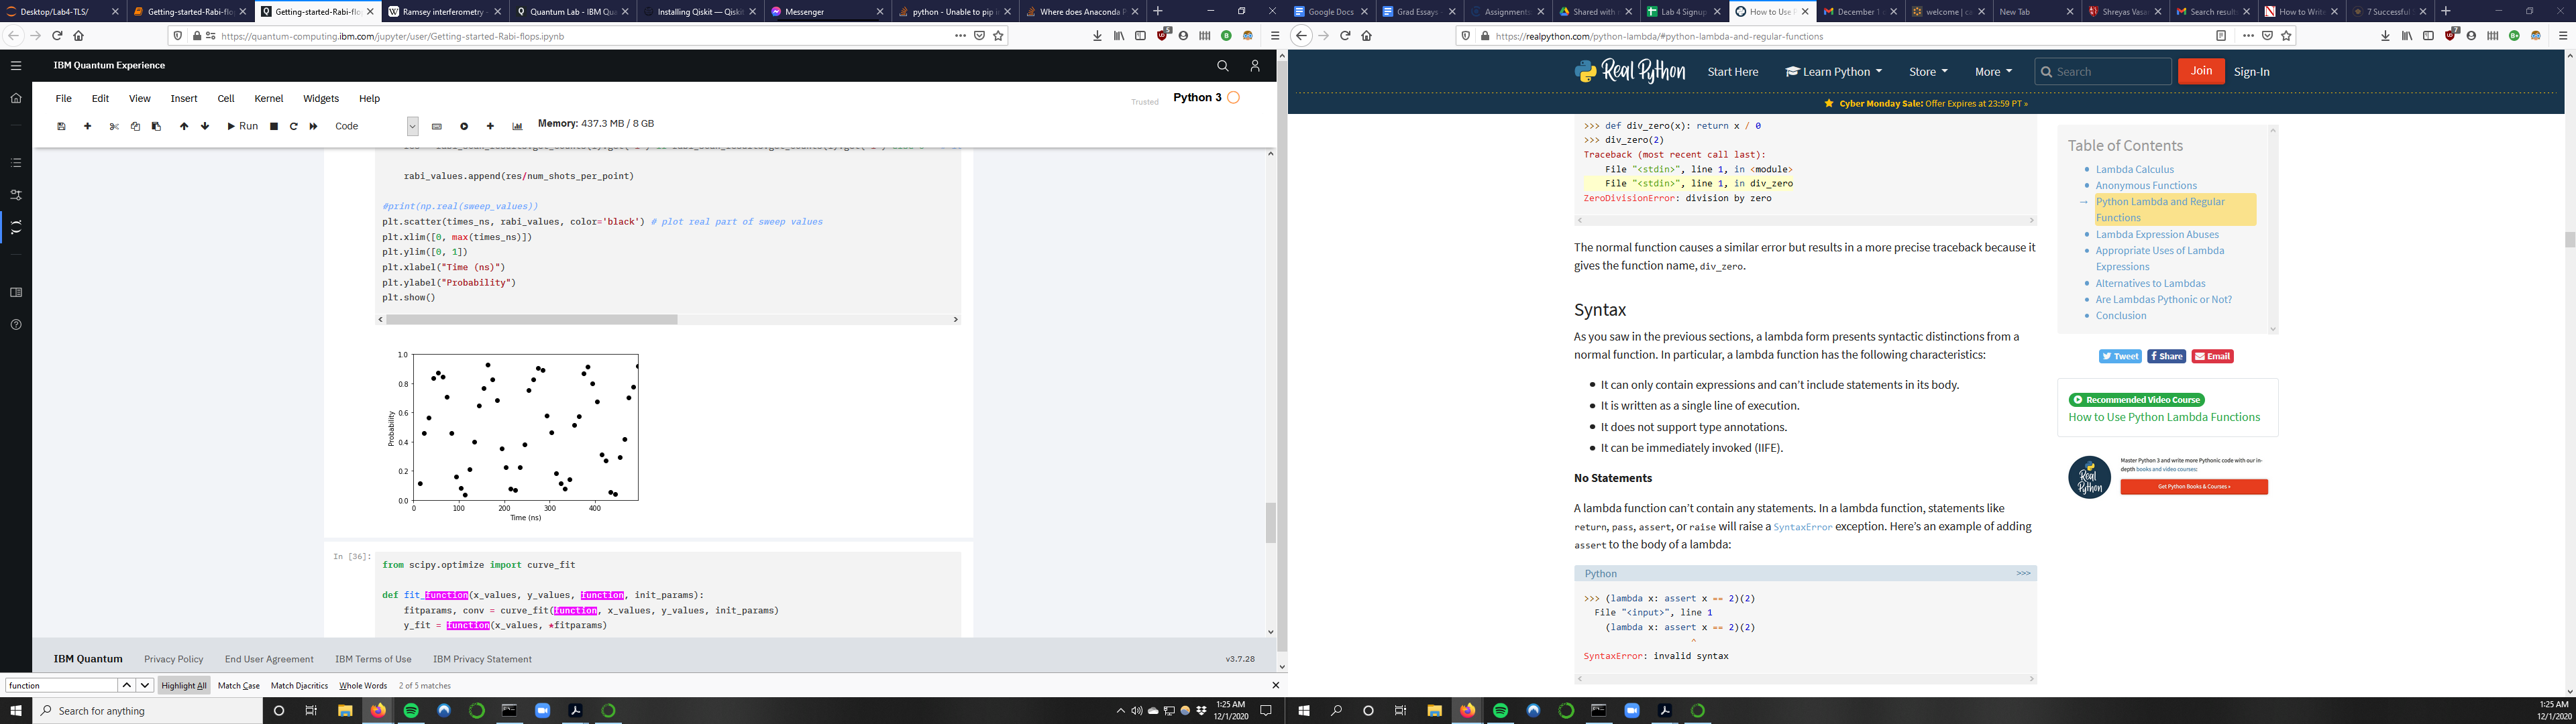 Desktop/Lab4-TLS/
Getting-started-Rabi-flo
Getting-started-Rabi-flo
Ramsey interferometry -
Quantum Lab - IBM Qua
Installing Qiskit — Qiskit
Messenger
python - Unable to pip i
Where does Anaconda P
https://quantum-computing.ibm.com/jupyter/user/Getting-started-Rabi-flops.ipynb
IBM Quantum Experience
File Edit View Insert Cell Kernel Widgets Help
Trusted
Python 3
Run
Code
Memory: 437.3 MB / 8 GB
rabi_values.append(res/num_shots_per_point)
#print(np.real(sweep_values))
plt.scatter(times_ns, rabi_values, color='black') # plot real part of sweep values
plt.xlim([0, max(times_ns)])
plt.ylim([0, 1])
plt.xlabel("Time (ns)")
plt.ylabel("Probability")
plt.show()
1.0
0.8
0.6
0.4
0.2
0.0
Probability
0 100 200 300 400
Time (ns)
In [36]:
from scipy.optimize import curve_fit
def fit_function(x_values, y_values, function, init_params):
fitparams, conv = curve_fit(function, x_values, y_values, init_params)
y_fit = function(x_values, *fitparams)
IBM Quantum Privacy Policy End User Agreement IBM Terms of Use IBM Privacy Statement v3.7.28
function
Highlight All Match Case Match Diacritics Whole Words 2 of 5 matches
Search for anything
1:25 AM
12/1/2020
Google Docs
Grad Essays
Assignments
Shared with
Lab 4 Signup
How to Use P
December 1
welcome | ca
New Tab
Shreyas Vasa
Search result
How to Write
7 Successful
https://realpython.com/python-lambda/#python-lambda-and-regular-functions
Real Python
Start Here Learn Python Store More Search Join Sign-In
Cyber Monday Sale: Offer Expires at 23:59 PT »
>>> def div_zero(x): return x / 0
>>> div_zero(2)
Traceback (most recent call last):
File "<stdin>", line 1, in <module>
File "<stdin>", line 1, in div_zero
ZeroDivisionError: division by zero
The normal function causes a similar error but results in a more precise traceback because it
gives the function name, div_zero.
Syntax
As you saw in the previous sections, a lambda form presents syntactic distinctions from a
normal function. In particular, a lambda function has the following characteristics:
It can only contain expressions and can’t include statements in its body.
It is written as a single line of execution.
It does not support type annotations.
It can be immediately invoked (IIFE).
No Statements
A lambda function can’t contain any statements. In a lambda function, statements like
return, pass, assert, or raise will raise a SyntaxError exception. Here’s an example of adding
assert to the body of a lambda:
Python
>>>
>>> (lambda x: assert x == 2)(2)
File "<input>", line 1
(lambda x: assert x == 2)(2)
^
SyntaxError: invalid syntax
Table of Contents
Lambda Calculus
Anonymous Functions
→ Python Lambda and Regular
Functions
Lambda Expression Abuses
Appropriate Uses of Lambda
Expressions
Alternatives to Lambdas
Are Lambdas Pythonic or Not?
Conclusion
Tweet Share Email
Recommended Video Course
How to Use Python Lambda Functions
Real Python
Master Python 3 and write more Pythonic code with our in-
depth books and video courses:
Get Python Books & Courses »
1:25 AM
12/1/2020